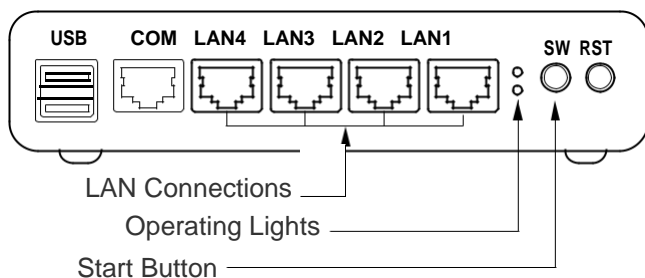 USB COM LAN4 LAN3 LAN2 LAN1 SW RST
LAN Connections
Operating Lights
Start Button